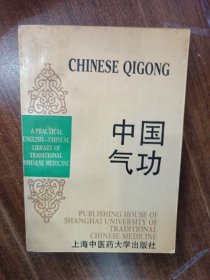 CHINESE QIGONG
A PRACTICAL
ENGLISH—CHINESE
LIBRARY OF
TRADITIONAL
CHINESE MEDICINE
中国
气功
PUBLISHING HOUSE OF
SHANGHAI UNIVERSITY OF
TRADITIONAL
CHINESE MEDICINE
上海中医药大学出版社